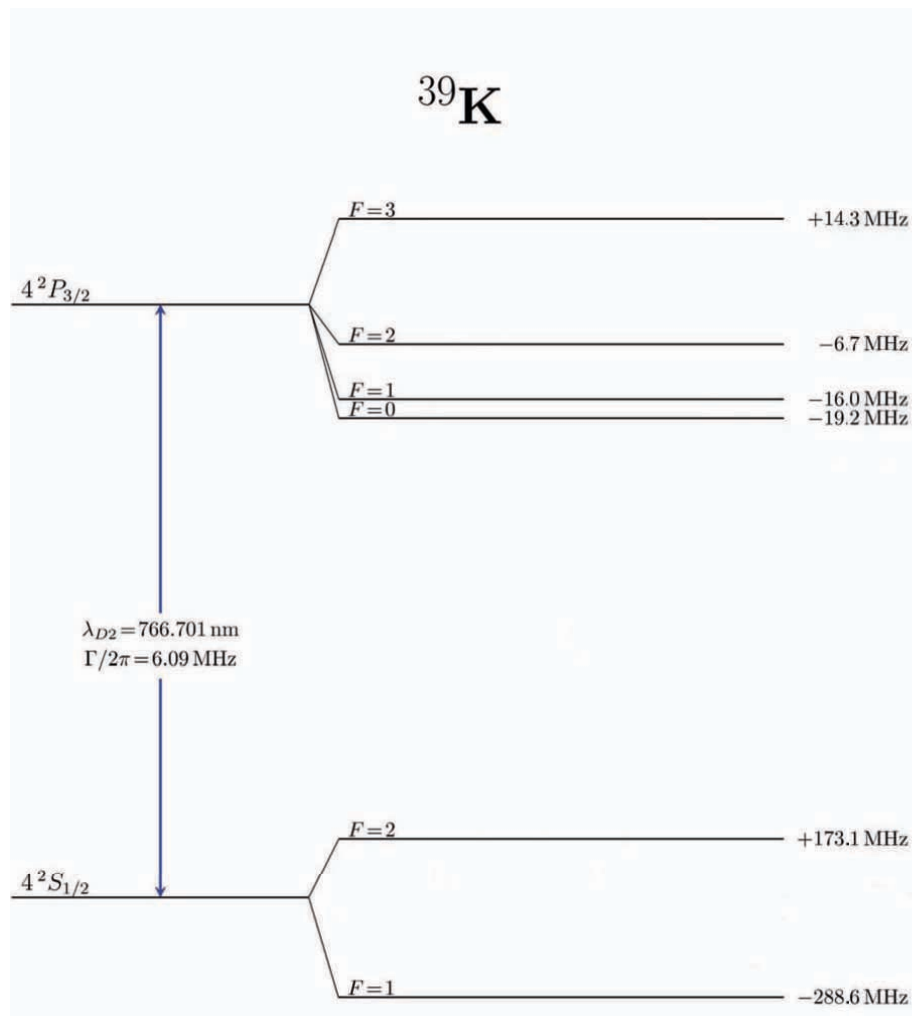 ³⁹K
F=3
+14.3 MHz
4 ²P₃/₂
F=2
−6.7 MHz
F=1
−16.0 MHz
F=0
−19.2 MHz
λ_D2=766.701 nm
Γ/2π=6.09 MHz
F=2
+173.1 MHz
4 ²S₁/₂
F=1
−288.6 MHz